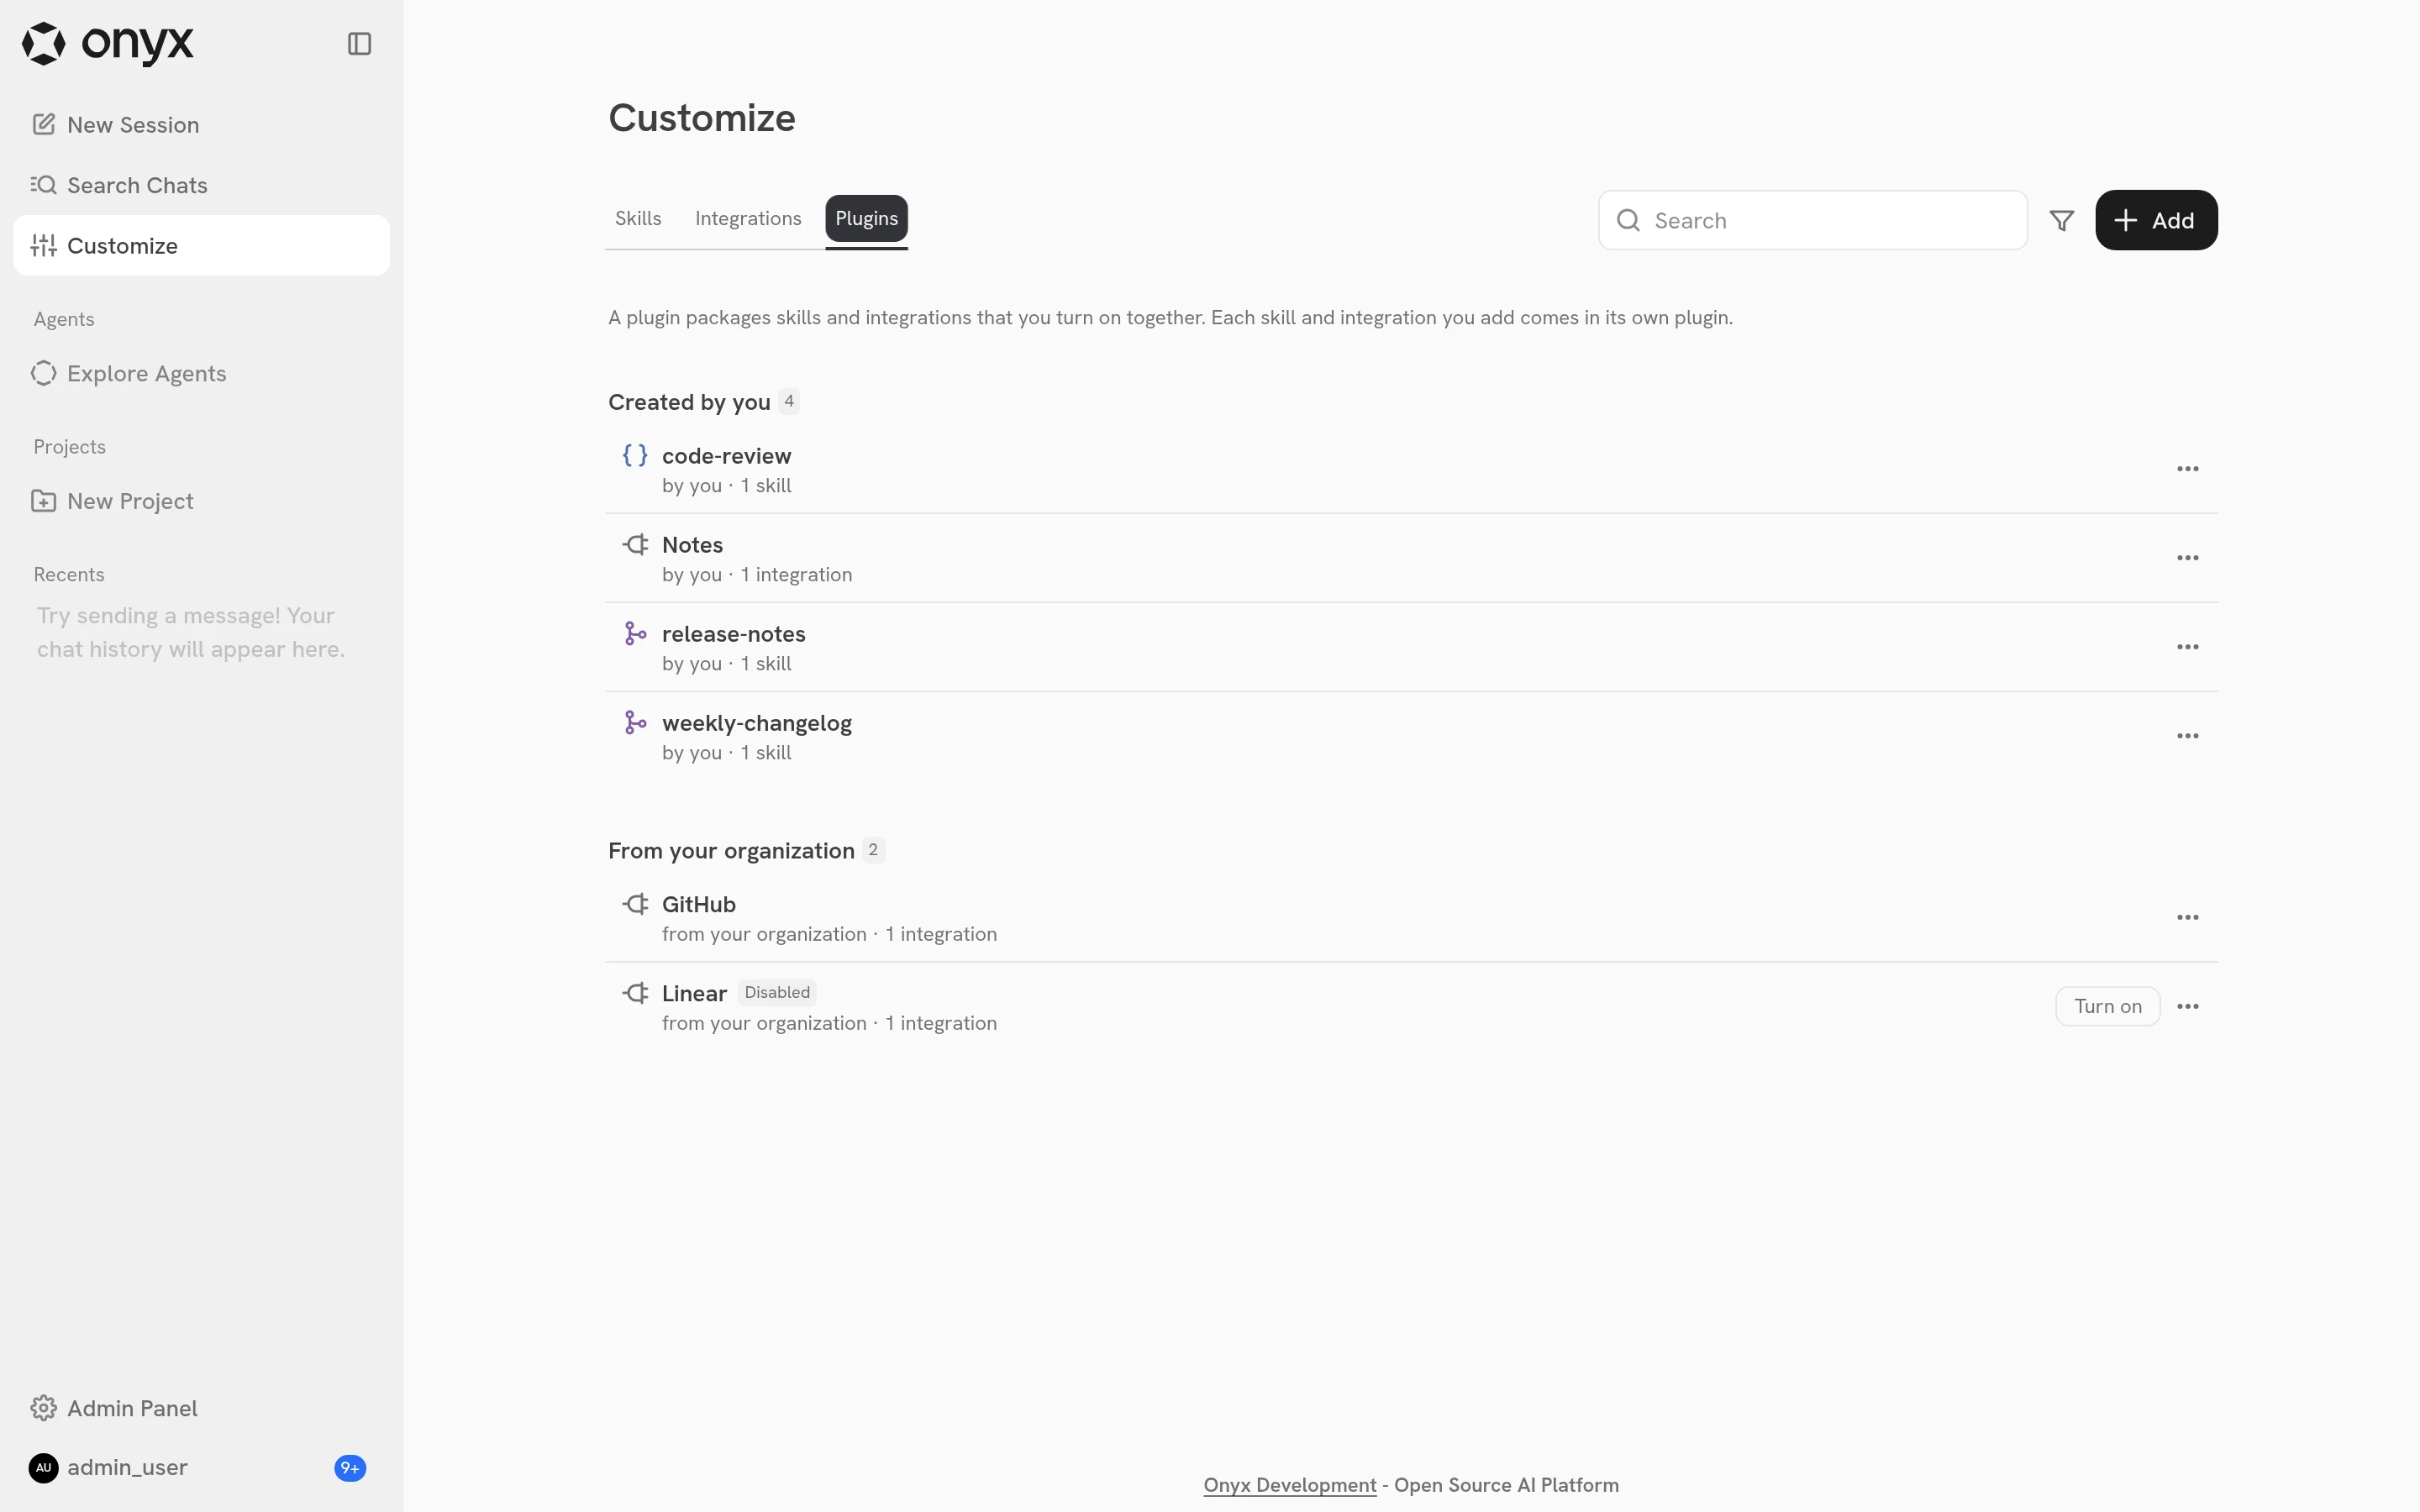 onyx
New Session
Search Chats
Customize
Agents
Explore Agents
Projects
New Project
Recents
Try sending a message! Your
chat history will appear here.
Admin Panel
AU admin_user 9+
Customize
Skills Integrations Plugins
Search
Add
A plugin packages skills and integrations that you turn on together. Each skill and integration you add comes in its own plugin.
Created by you 4
code-review
by you · 1 skill
Notes
by you · 1 integration
release-notes
by you · 1 skill
weekly-changelog
by you · 1 skill
From your organization 2
GitHub
from your organization · 1 integration
Linear Disabled
from your organization · 1 integration
Turn on
Onyx Development - Open Source AI Platform